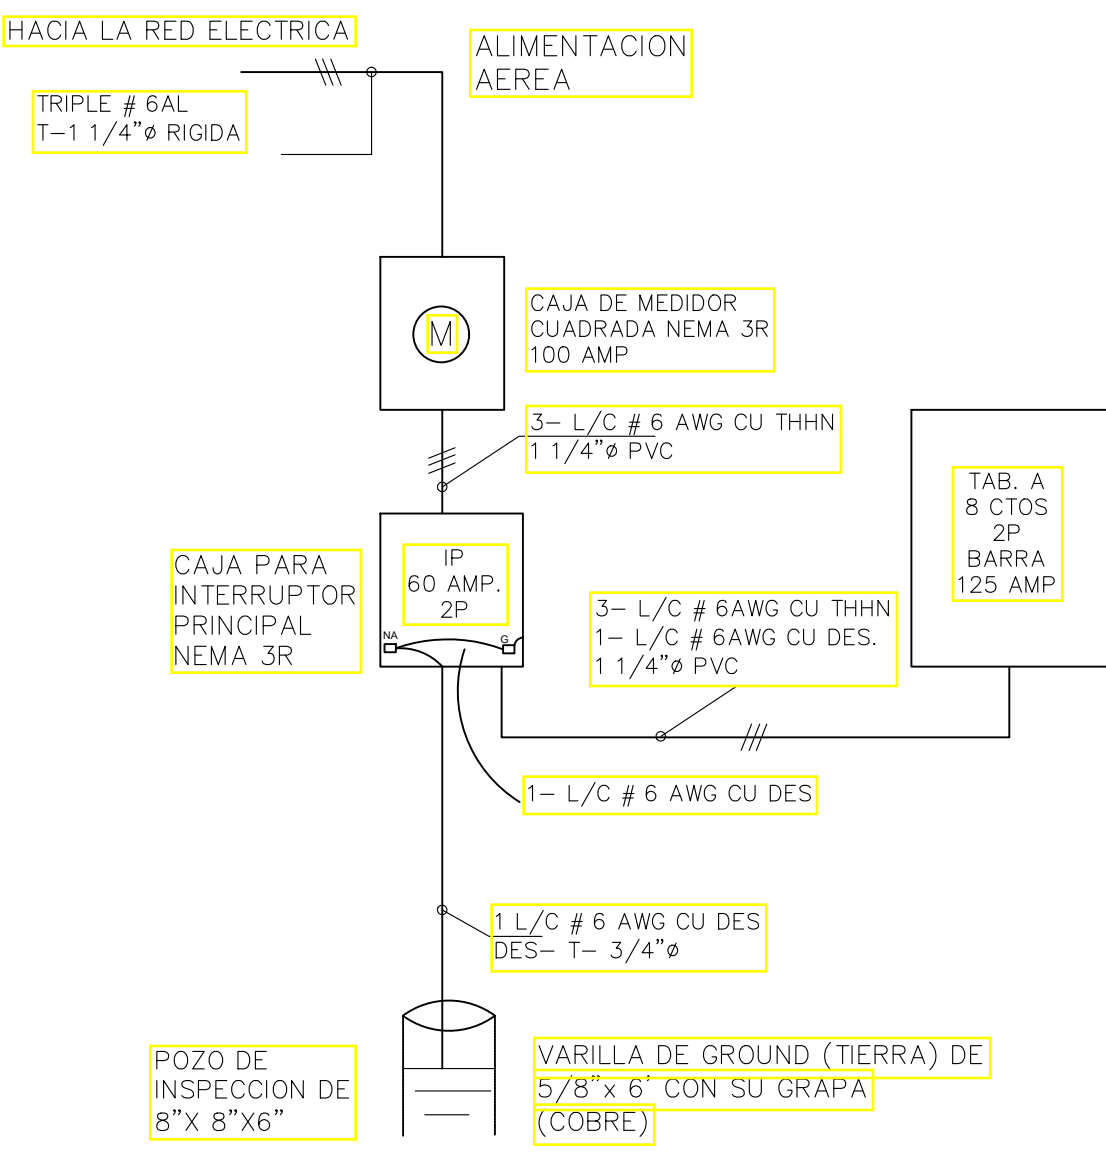 HACIA LA RED ELECTRICA
ALIMENTACION
AEREA
TRIPLE # 6AL
T-1 1/4"ø RIGIDA
M
CAJA DE MEDIDOR
CUADRADA NEMA 3R
100 AMP
3- L/C # 6 AWG CU THHN
1 1/4"ø PVC
TAB. A
8 CTOS
2P
BARRA
125 AMP
CAJA PARA
INTERRUPTOR
PRINCIPAL
NEMA 3R
IP
60 AMP.
2P
NA
G
3- L/C # 6AWG CU THHN
1- L/C # 6AWG CU DES.
1 1/4"ø PVC
1- L/C # 6 AWG CU DES
1 L/C # 6 AWG CU DES
DES- T- 3/4"ø
POZO DE
INSPECCION DE
8"X 8"X6"
VARILLA DE GROUND (TIERRA) DE
5/8"x 6' CON SU GRAPA
(COBRE)